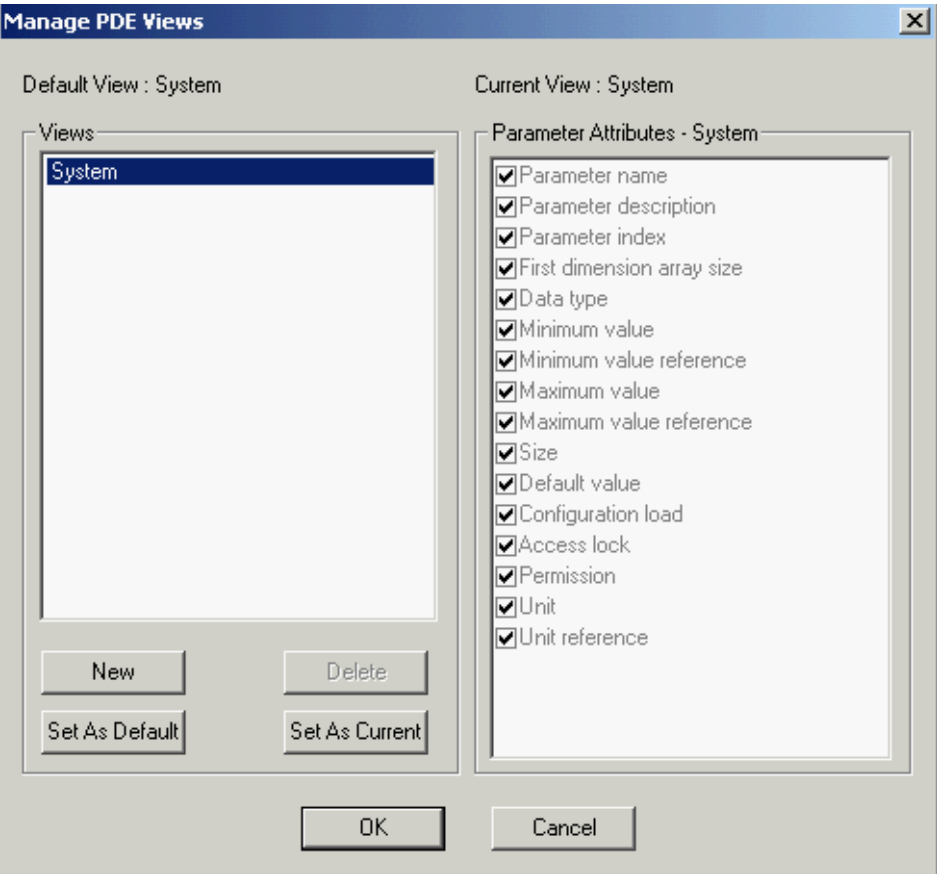 Manage PDE Views
Default View : System
Current View : System
Views
System
New
Delete
Set As Default
Set As Current
Parameter Attributes - System
Parameter name
Parameter description
Parameter index
First dimension array size
Data type
Minimum value
Minimum value reference
Maximum value
Maximum value reference
Size
Default value
Configuration load
Access lock
Permission
Unit
Unit reference
OK
Cancel